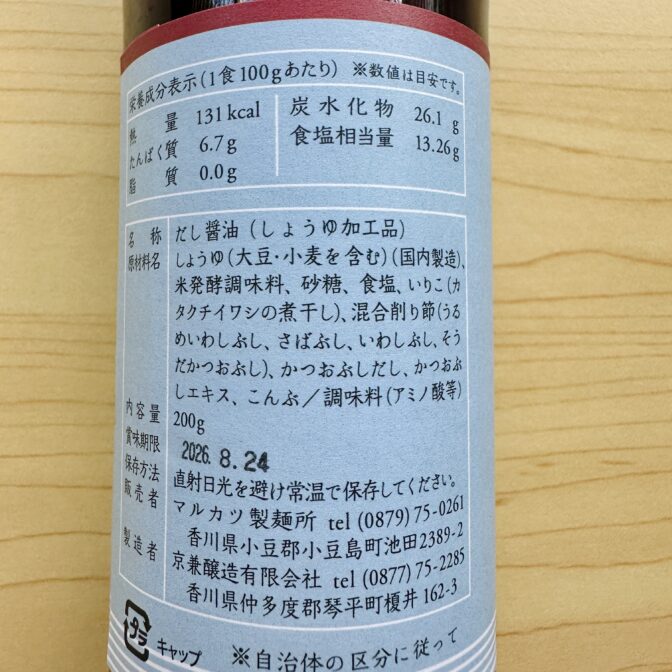 栄養成分表示(1食100gあたり) ※数値は目安です。
熱量 131kcal 炭水化物 26.1 g
たんぱく質 6.7g 食塩相当量 13.26g
脂質 0.0g
名称 だし醤油 (しょうゆ加工品)
原材料名 しょうゆ(大豆・小麦を含む)(国内製造)、
米発酵調味料、砂糖、食塩、いりこ(カ
タクチイワシの煮干し)、混合削り節(うる
めいわしぶし、さばぶし、いわしぶし、そう
だかつおぶし)、かつおぶしだし、かつおぶ
しエキス、こんぶ/調味料(アミノ酸等)
内容量 200g
賞味期限 2026. 8.24
保存方法 直射日光を避け常温で保存してください。
販売者 マルカツ製麺所 tel (0879) 75-0261
香川県小豆郡小豆島町池田2389-2
製造者 京兼醸造有限会社 tel (0877) 75-2285
香川県仲多度郡琴平町榎井 162-3
プラ キャップ ※自治体の区分に従って